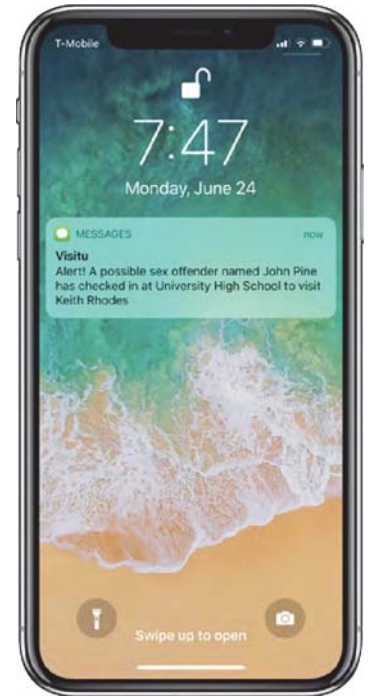 T-Mobile
7:47
Monday, June 24
MESSAGES now
Visitu
Alert! A possible sex offender named John Pine
has checked in at University High School to visit
Keith Rhodes
Swipe up to open